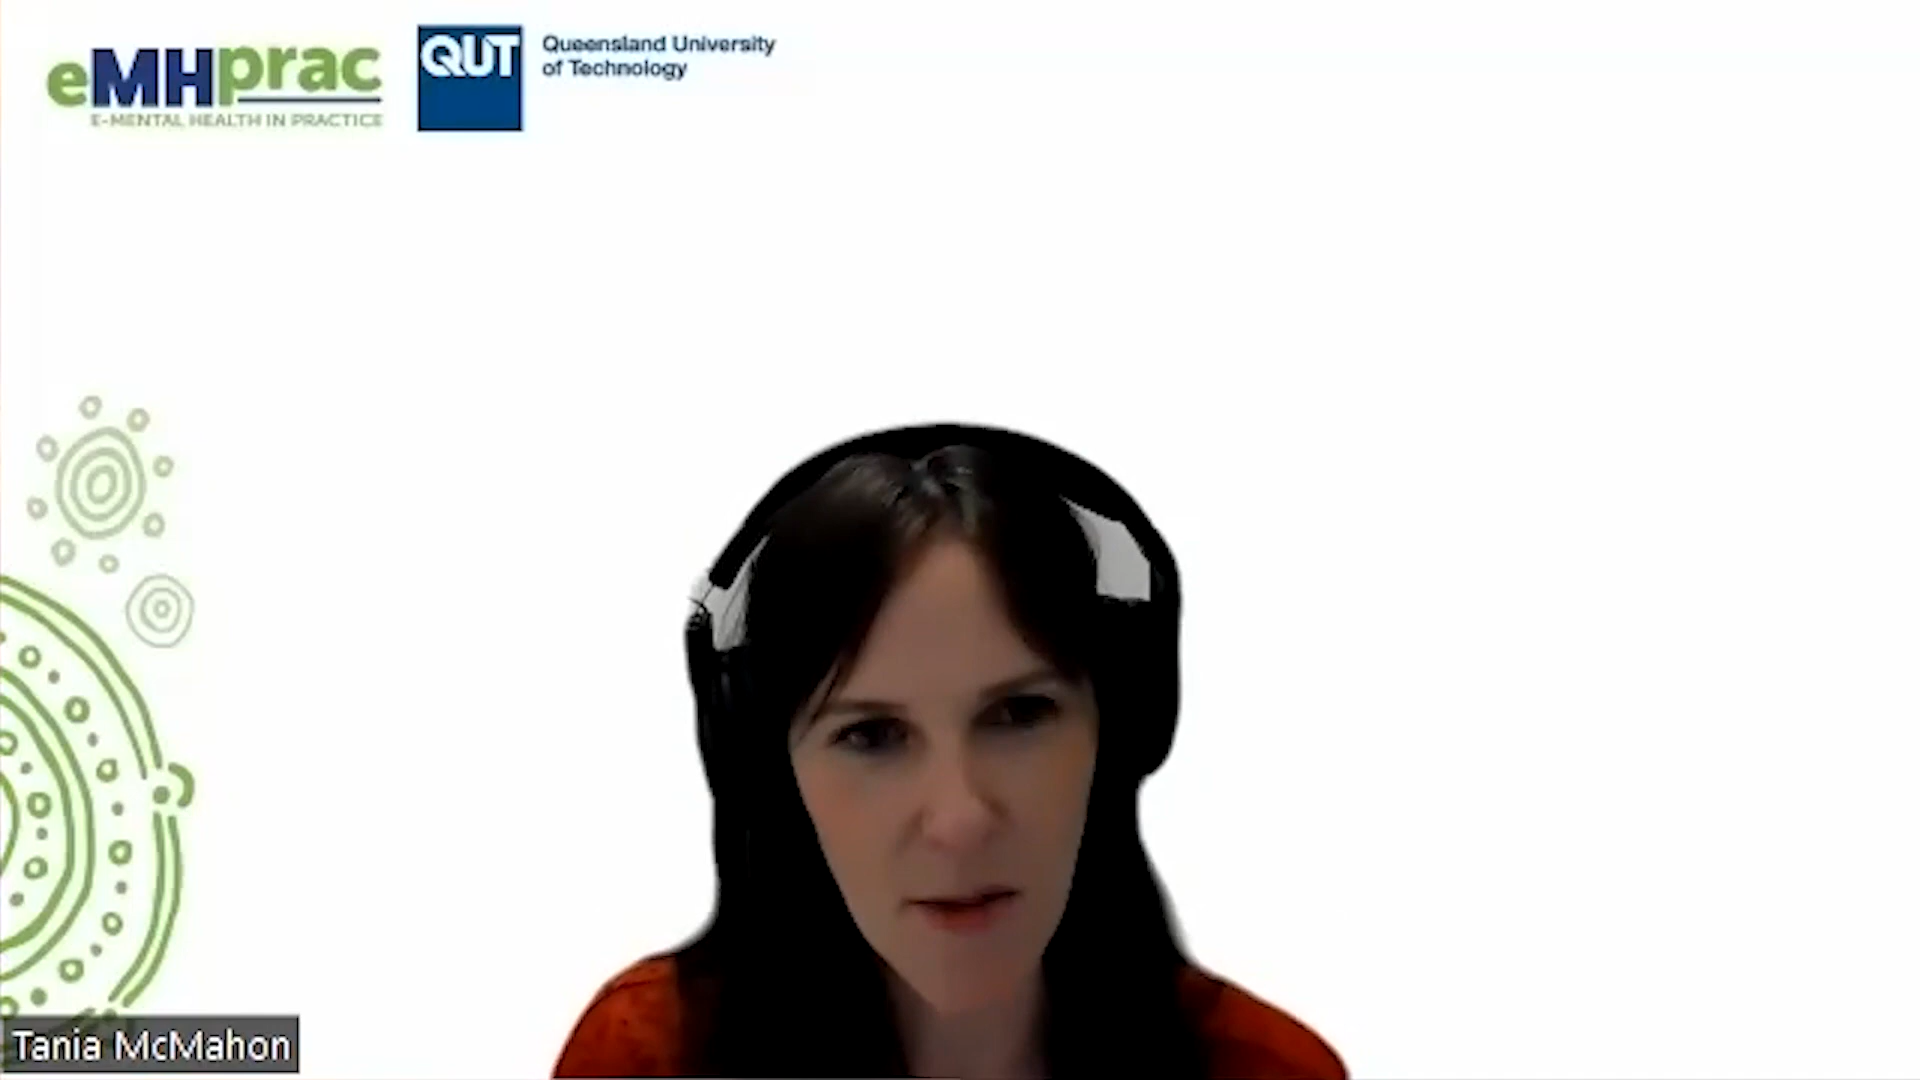 eMHprac
E-MENTAL HEALTH IN PRACTICE
QUT
Queensland University
of Technology
Tania McMahon